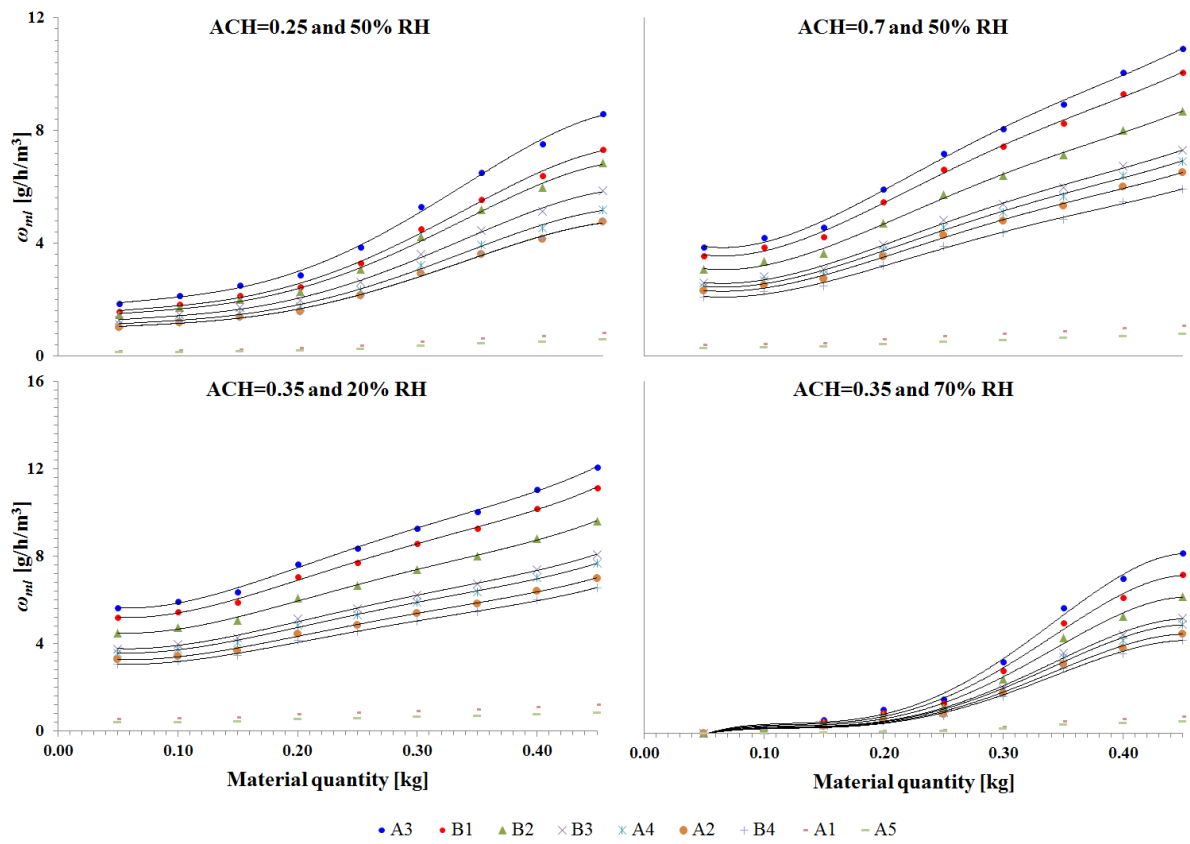 ACH=0.25 and 50% RH
ACH=0.7 and 50% RH
12
8
4
0
ω_ml [g/h/m³]
ACH=0.35 and 20% RH
ACH=0.35 and 70% RH
16
12
8
4
0
ω_ml [g/h/m³]
0.00 0.10 0.20 0.30 0.40
0.00 0.10 0.20 0.30 0.40
Material quantity [kg]
Material quantity [kg]
A3 B1 B2 B3 A4 A2 B4 A1 A5